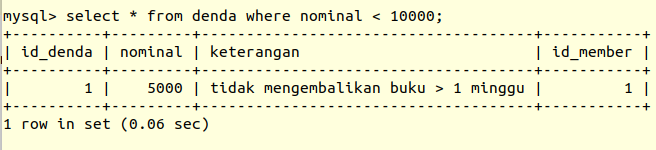 mysql> select * from denda where nominal < 10000;
+----------+---------+-------------------------------------+-----------+
| id_denda | nominal | keterangan                          | id_member |
+----------+---------+-------------------------------------+-----------+
|        1 |    5000 | tidak mengembalikan buku > 1 minggu |         1 |
+----------+---------+-------------------------------------+-----------+
1 row in set (0.06 sec)